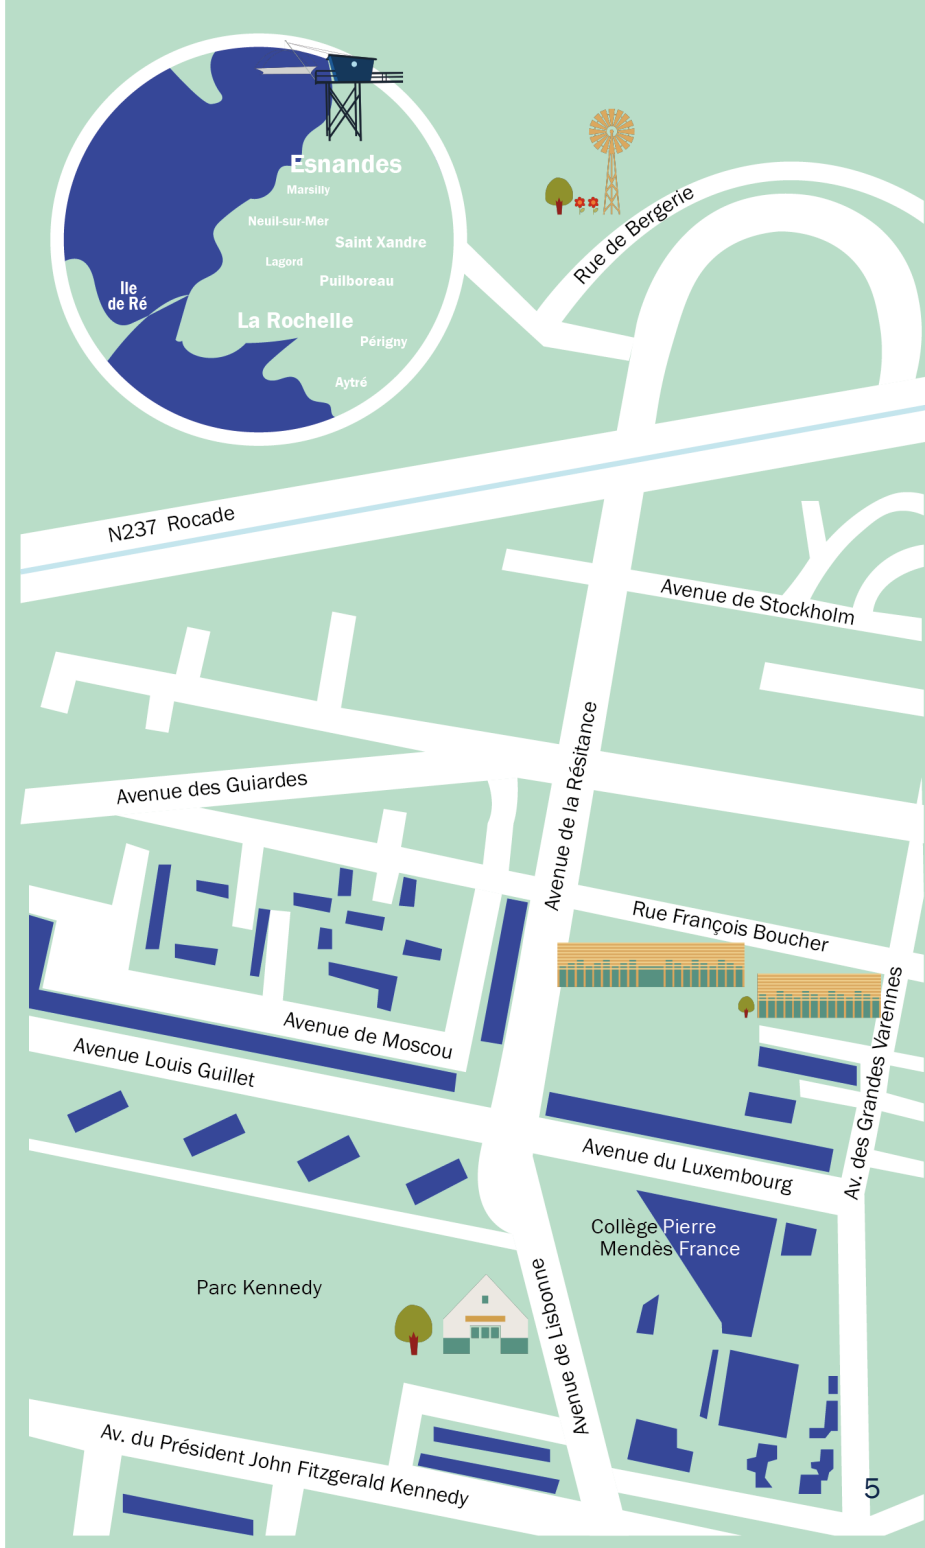 Esnandes
Marsilly
Neuil-sur-Mer
Saint Xandre
Lagord
Puilboreau
Ile
de Ré
La Rochelle
Périgny
Aytré
Rue de Bergerie
N237 Rocade
Avenue de Stockholm
Avenue de la Résitance
Avenue des Guiardes
Rue François Boucher
Av. des Grandes Varennes
Avenue de Moscou
Avenue Louis Guillet
Avenue du Luxembourg
Collège Pierre
Mendès France
Parc Kennedy
Avenue de Lisbonne
Av. du Président John Fitzgerald Kennedy
5